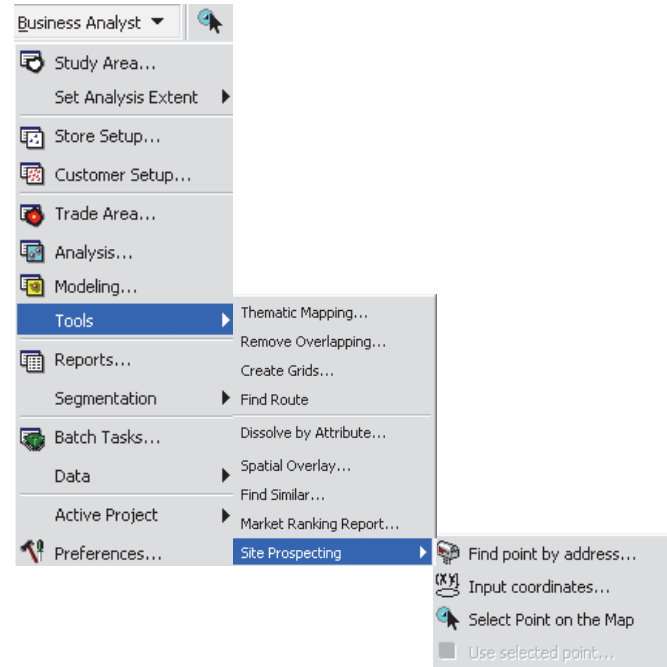 Business Analyst
Study Area...
Set Analysis Extent
Store Setup...
Customer Setup...
Trade Area...
Analysis...
Modeling...
Tools
Reports...
Segmentation
Batch Tasks...
Data
Active Project
Preferences...
Thematic Mapping...
Remove Overlapping...
Create Grids...
Find Route
Dissolve by Attribute...
Spatial Overlay...
Find Similar...
Market Ranking Report...
Site Prospecting
Find point by address...
(XY) Input coordinates...
Select Point on the Map
Use selected point...